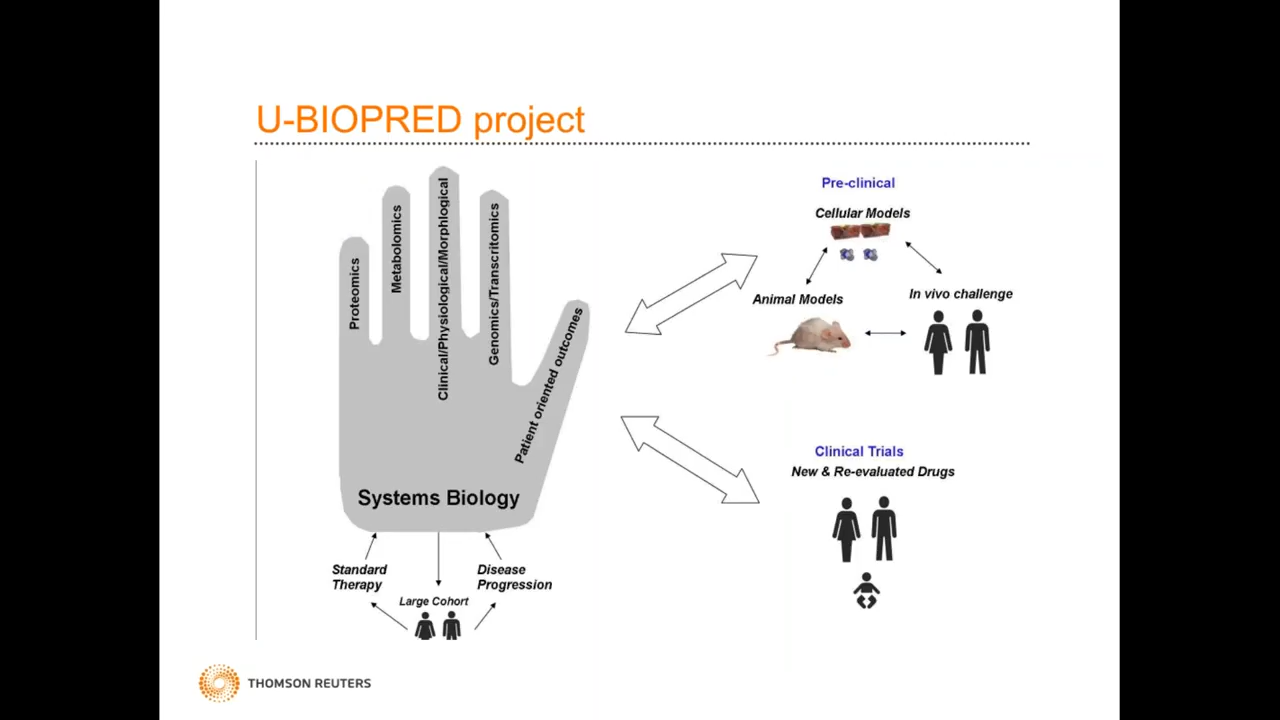 U-BIOPRED project
Proteomics
Metabolomics
Clinical/Physiological/Morphlogical
Genomics/Transcritomics
Patient oriented outcomes
Systems Biology
Standard
Therapy
Disease
Progression
Large Cohort
Pre-clinical
Cellular Models
Animal Models
In vivo challenge
Clinical Trials
New & Re-evaluated Drugs
THOMSON REUTERS